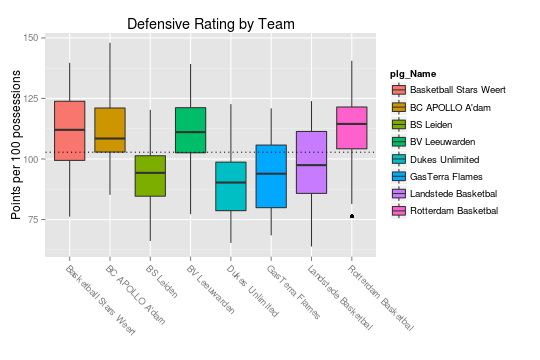 Defensive Rating by Team
Points per 100 possessions
150
125
100
75
Basketball Stars Weert
BC APOLLO A'dam
BS Leiden
BV Leeuwarden
Dukes Unlimited
GasTerra Flames
Landstede Basketbal
Rotterdam Basketbal
plg_Name
Basketball Stars Weert
BC APOLLO A'dam
BS Leiden
BV Leeuwarden
Dukes Unlimited
GasTerra Flames
Landstede Basketbal
Rotterdam Basketbal